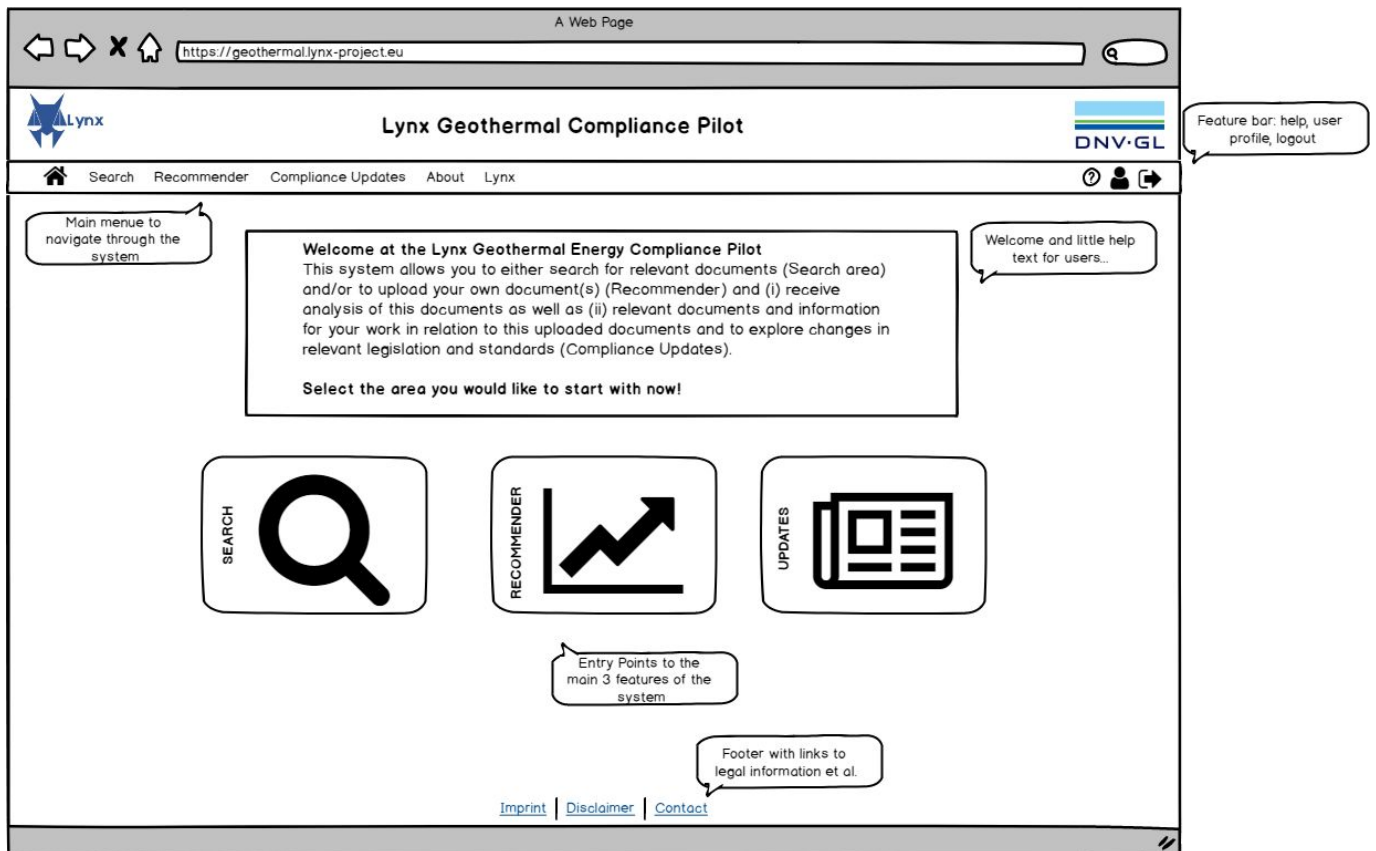 A Web Page
https://geothermal.lynx-project.eu
Lynx
Lynx Geothermal Compliance Pilot
DNV·GL
Feature bar: help, user
profile, logout
Search Recommender Compliance Updates About Lynx
Main menue to
navigate through the
system
Welcome and little help
text for users...
Welcome at the Lynx Geothermal Energy Compliance Pilot
This system allows you to either search for relevant documents (Search area)
and/or to upload your own document(s) (Recommender) and (i) receive
analysis of this documents as well as (ii) relevant documents and information
for your work in relation to this uploaded documents and to explore changes in
relevant legislation and standards (Compliance Updates).
Select the area you would like to start with now!
SEARCH
RECOMMENDER
UPDATES
Entry Points to the
main 3 features of the
system
Footer with links to
legal information et al.
Imprint | Disclaimer | Contact